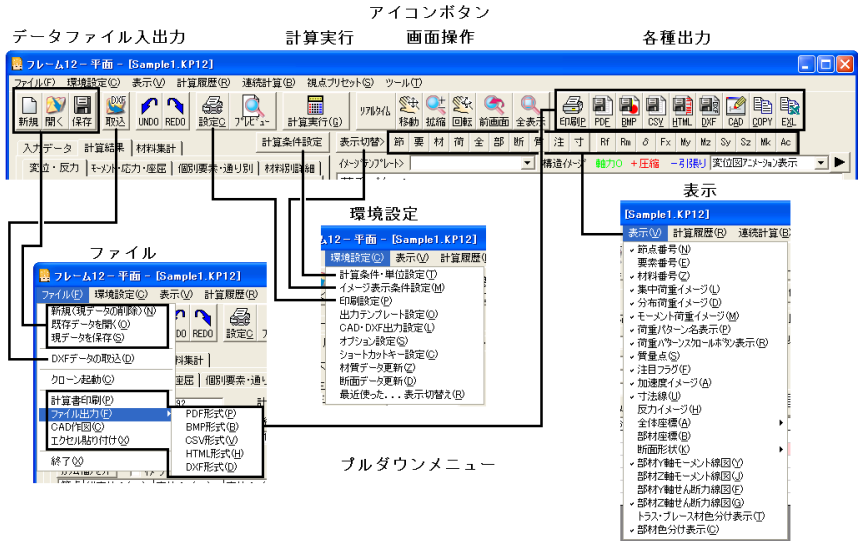 アイコンボタン
データファイル入出力 計算実行 画面操作 各種出力
フレーム12－平面 - [Sample1.KP12]
ファイル(F) 環境設定(C) 表示(V) 計算履歴(R) 連続計算(B) 視点プリセット(S) ツール(T)
新規 開く 保存 取込 UNDO REDO 設定C プレビュー 計算実行(G) リアルタイム 移動 拡縮 回転 前画面 全表示 印刷P PDF BMP CSV HTML DXF CAD COPY EXL
入力データ 計算結果 材料集計 計算条件設定 表示切替> 節 要 材 荷 全 部 断 質 注 寸 Rf Rm δ Fx My Mz Sy Sz Mk Ac
変位・反力 モーメント・応力・座屈 個別要素・通り別 材料別詳細 イメージテンプレート> 構造イメージ 軸力0 +圧縮 -引張り 変位図アニメーション表示
表示
[Sample1.KP12]
表示(V) 計算履歴(R) 連続計算(B)
節点番号(N)
要素番号(E)
材料番号(Z)
集中荷重イメージ(L)
分布荷重イメージ(D)
モーメント荷重イメージ(M)
荷重パターン名表示(P)
荷重パターンスクロールボタン表示(R)
質量点(S)
注目フラグ(F)
加速度イメージ(A)
寸法線(U)
反力イメージ(H)
全体座標(A)
部材座標(B)
断面形状(K)
部材Y軸モーメント線図(Y)
部材Z軸モーメント線図(J)
部材Y軸せん断力線図(F)
部材Z軸せん断力線図(G)
トラス・ブレース材色分け表示(T)
部材色分け表示(C)
環境設定
ム12－平面 - [Sample1.KP12]
環境設定(C) 表示(V) 計算履歴(
計算条件・単位設定(T)
イメージ表示条件設定(M)
印刷設定(P)
出力テンプレート設定(O)
CAD・DXF出力設定(L)
オプション設定(S)
ショートカットキー設定(C)
材質データ更新(Z)
断面データ更新(D)
最近使った...表示切替え(R)
ファイル
フレーム12－平面 - [Sample1.KP12]
ファイル(F) 環境設定(C) 表示(V) 計算履歴(R)
新規(現データの削除)(N)
既存データを開く(O)
現データを保存(S)
DXFデータの取込(D)
クローン起動(C)
計算書印刷(P)
ファイル出力(F)
CAD作図(C)
エクセル貼り付け(X)
終了(X)
PDF形式(P)
BMP形式(B)
CSV形式(V)
HTML形式(H)
DXF形式(D)
プルダウンメニュー